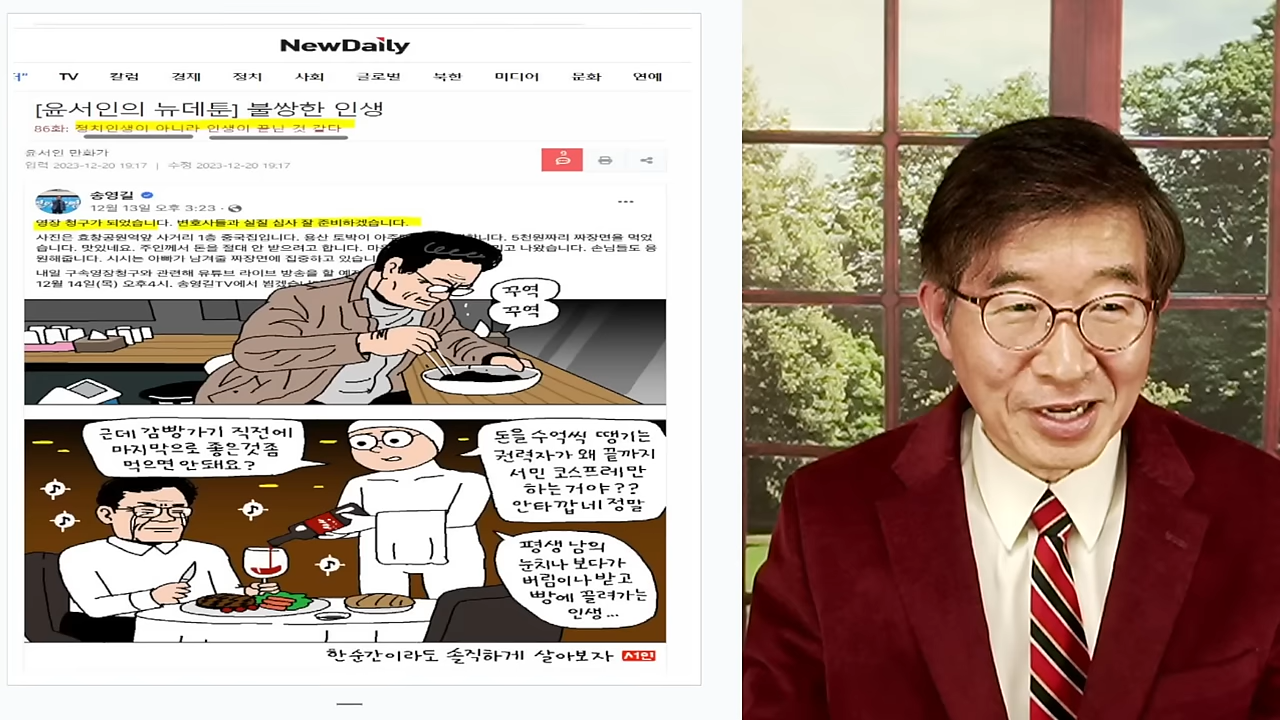 NewDaily
TV 칼럼 경제 정치 사회 글로벌 북한 미디어 문화 연예
[윤서인의 뉴데툰] 불쌍한 인생
86화: 정치인생이 아니라 인생이 끝난 것 같다
윤서인 만화가
입력 2023-12-20 19:17 | 수정 2023-12-20 19:17
9
송영길
12월 13일 오후 3:23 ·
영장 청구가 되었습니다. 변호사들과 실질 심사 잘 준비하겠습니다.
사진은 효창공원역앞 사거리 1층 중국집입니다. 용산 토박이 5천원짜리 짜장면을 먹었
습니다. 맛있네요. 주인께서 돈을 절대 안 받으려고 합니다. 나왔습니다. 손님들도 응
원해줍니다. 시시는 아빠가 남겨줄 짜장면에 집중하고
내일 구속영장청구와 관련해 유튜브 라이브 방송을 할
12월 14일(목) 오후4시. 송영길TV에서
꾸역
꾸역
근데 감빵가기 직전에
마지막으로 좋은것좀
먹으면 안돼요?
돈을 수억씩 땡기는
권력자가 왜 끝까지
서민 코스프레만
하는거야??
안타깝네 정말
평생 남의
눈치나 보다가
버림이나 받고
빵에 끌려가는
인생...
한순간이라도 솔직하게 살아보자 서인